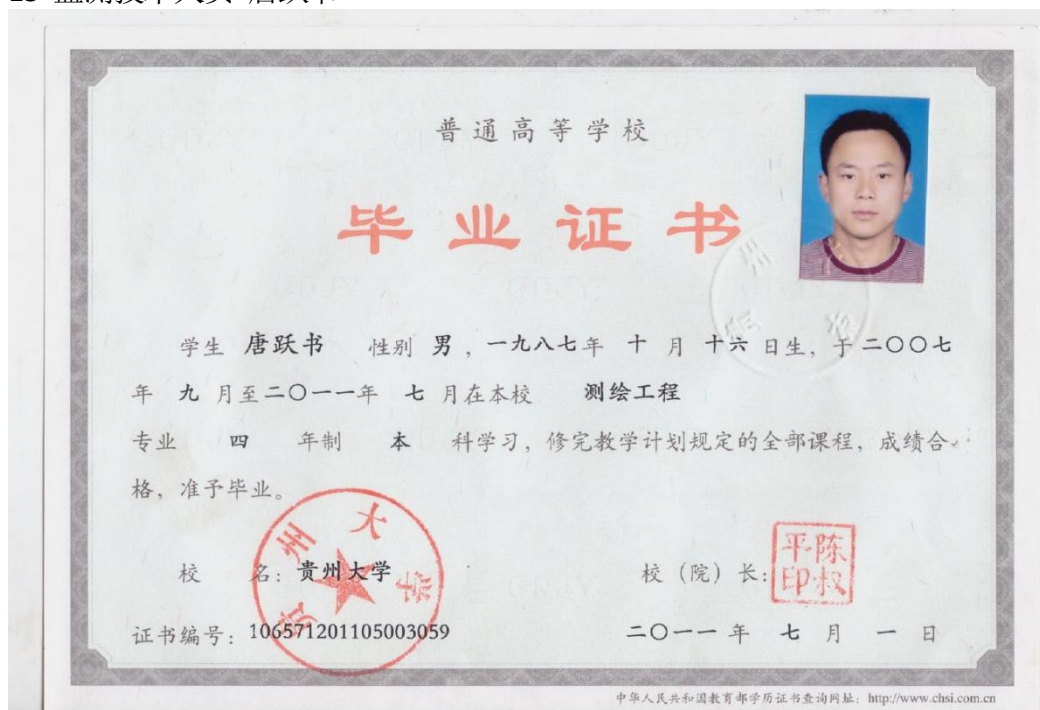 普通高等学校
毕业证书
学生 唐跃书 性别 男，一九八七年 十 月 十六 日生，于二〇〇七
年 九 月至二〇一一年 七 月在本校 测绘工程
专业 四 年制 本 科学习，修完教学计划规定的全部课程，成绩合
格，准予毕业。
校 名：贵州大学
贵州大学
校（院）长：
陈叔平印
证书编号：106571201105003059
二〇一一 年 七 月 一 日
中华人民共和国教育部学历证书查询网址：http://www.chsi.com.cn